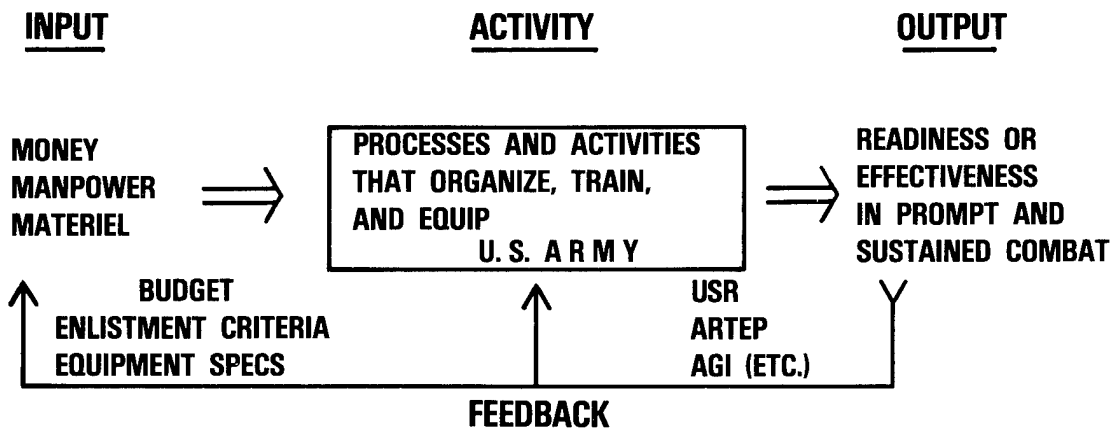 INPUT
ACTIVITY
OUTPUT
MONEY
MANPOWER
MATERIEL
PROCESSES AND ACTIVITIES
THAT ORGANIZE, TRAIN,
AND EQUIP
U. S. A R M Y
READINESS OR
EFFECTIVENESS
IN PROMPT AND
SUSTAINED COMBAT
BUDGET
ENLISTMENT CRITERIA
EQUIPMENT SPECS
USR
ARTEP
AGI (ETC.)
FEEDBACK